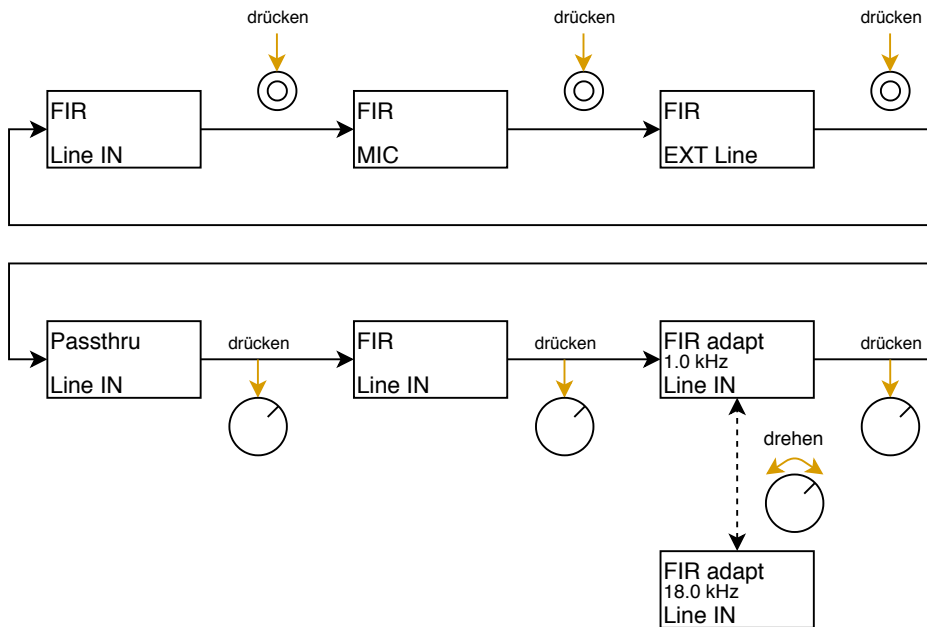 drücken
drücken
drücken
FIR
Line IN
FIR
MIC
FIR
EXT Line
Passthru
Line IN
drücken
FIR
Line IN
drücken
FIR adapt
1.0 kHz
Line IN
drücken
drehen
FIR adapt
18.0 kHz
Line IN